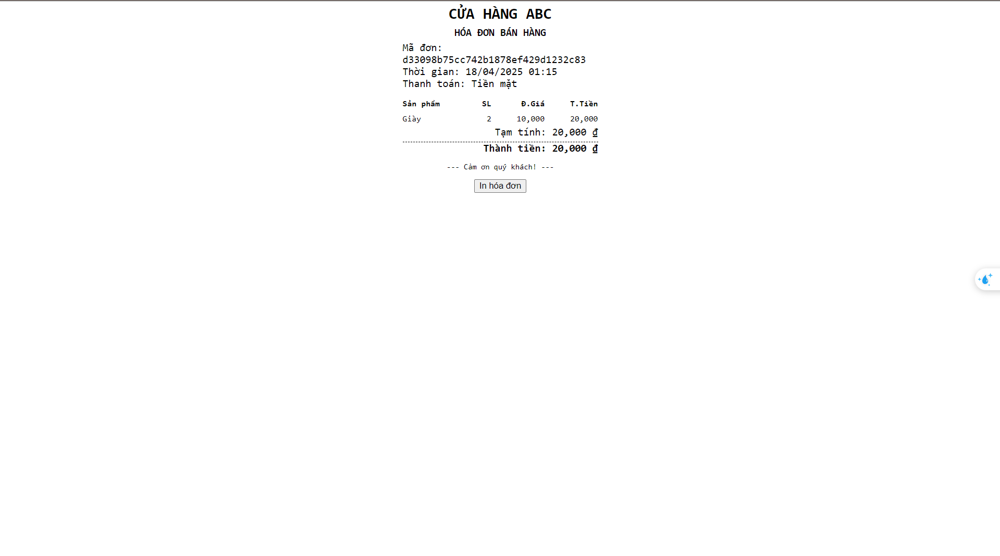 CỬA HÀNG ABC
HÓA ĐƠN BÁN HÀNG
Mã đơn:
d33098b75cc742b1878ef429d1232c83
Thời gian: 18/04/2025 01:15
Thanh toán: Tiền mặt
Sản phẩm SL Đ.Giá T.Tiền
Giày 2 10,000 20,000
Tạm tính: 20,000 ₫
Thành tiền: 20,000 ₫
--- Cảm ơn quý khách! ---
In hóa đơn